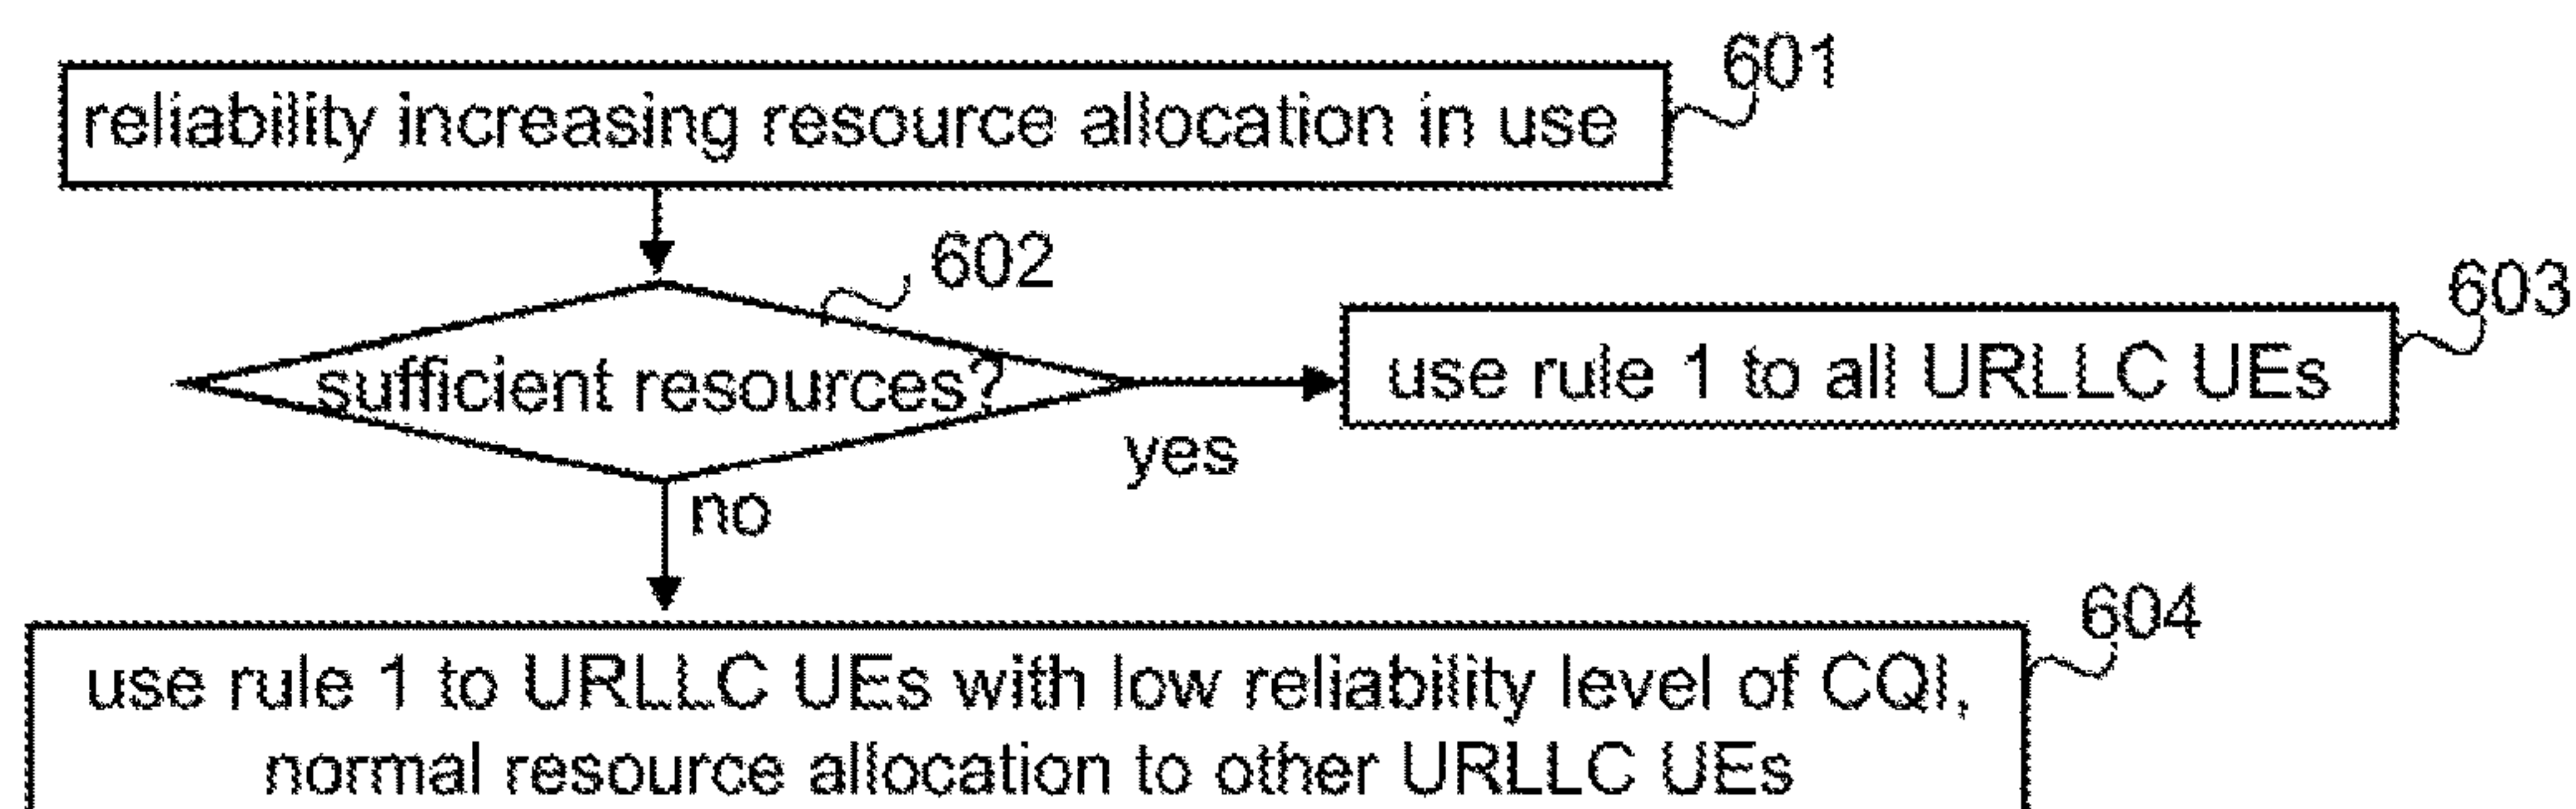 601
reliability increasing resource allocation in use
602
sufficient resources?
603
use rule 1 to all URLLC UEs
yes
no
604
use rule 1 to URLLC UEs with low reliability level of CQI,
normal resource allocation to other URLLC UEs